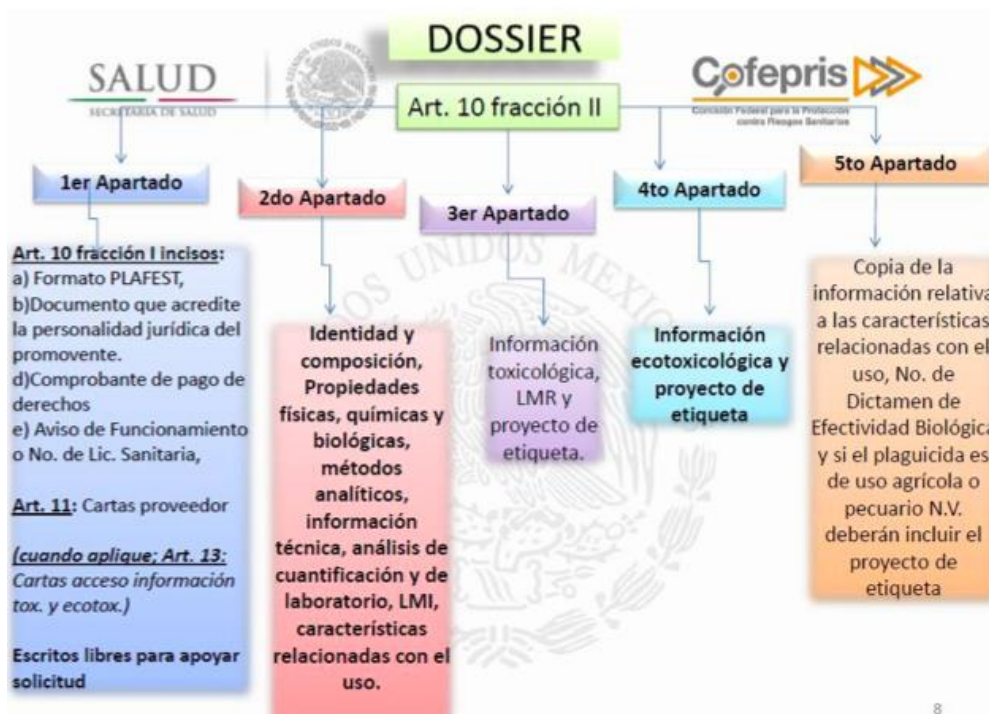 DOSSIER
SALUD
SECRETARIA DE SALUD
ESTADOS UNIDOS MEXICANOS
Cofepris
Comisión Federal para la Protección
contra Riesgos Sanitarios
Art. 10 fracción II
1er Apartado
Art. 10 fracción I incisos:
a) Formato PLAFEST,
b)Documento que acredite
la personalidad jurídica del
promovente.
d)Comprobante de pago de
derechos
e) Aviso de Funcionamiento
o No. de Lic. Sanitaria,
Art. 11: Cartas proveedor
(cuando aplique; Art. 13:
Cartas acceso información
tox. y ecotox.)
Escritos libres para apoyar
solicitud
2do Apartado
Identidad y
composición,
Propiedades
físicas, químicas y
biológicas,
métodos
analíticos,
información
técnica, análisis de
cuantificación y de
laboratorio, LMI,
características
relacionadas con el
uso.
3er Apartado
Información
toxicológica,
LMR y
proyecto de
etiqueta.
4to Apartado
Información
ecotoxicológica y
proyecto de
etiqueta
5to Apartado
Copia de la
información relativa
a las características
relacionadas con el
uso, No. de
Dictamen de
Efectividad Biológica
y si el plaguicida es
de uso agrícola o
pecuario N.V.
deberán incluir el
proyecto de
etiqueta
UNIDOS MEXIC
8